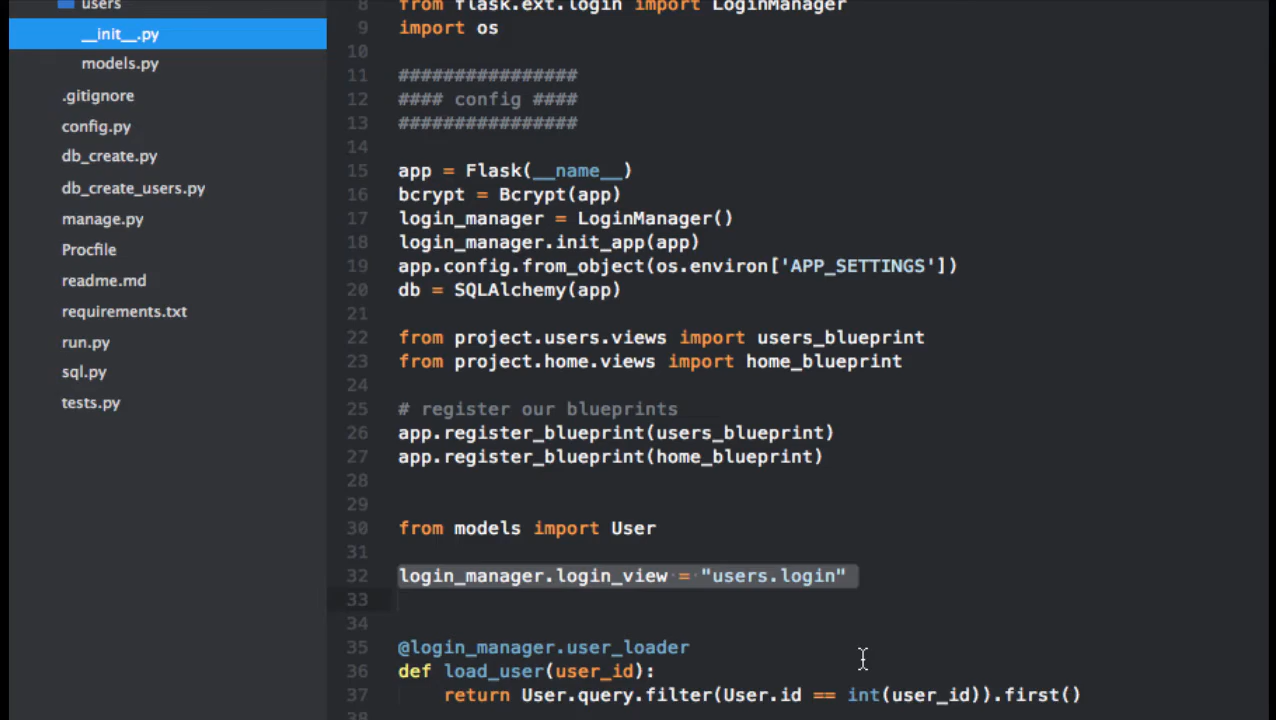 users
__init__.py
models.py
.gitignore
config.py
db_create.py
db_create_users.py
manage.py
Procfile
readme.md
requirements.txt
run.py
sql.py
tests.py
8 from flask.ext.login import LoginManager
9 import os
10
11 ################
12 #### config ####
13 ################
14
15 app = Flask(__name__)
16 bcrypt = Bcrypt(app)
17 login_manager = LoginManager()
18 login_manager.init_app(app)
19 app.config.from_object(os.environ['APP_SETTINGS'])
20 db = SQLAlchemy(app)
21
22 from project.users.views import users_blueprint
23 from project.home.views import home_blueprint
24
25 # register our blueprints
26 app.register_blueprint(users_blueprint)
27 app.register_blueprint(home_blueprint)
28
29
30 from models import User
31
32 login_manager.login_view = "users.login"
33
34
35 @login_manager.user_loader
36 def load_user(user_id):
37     return User.query.filter(User.id == int(user_id)).first()
38